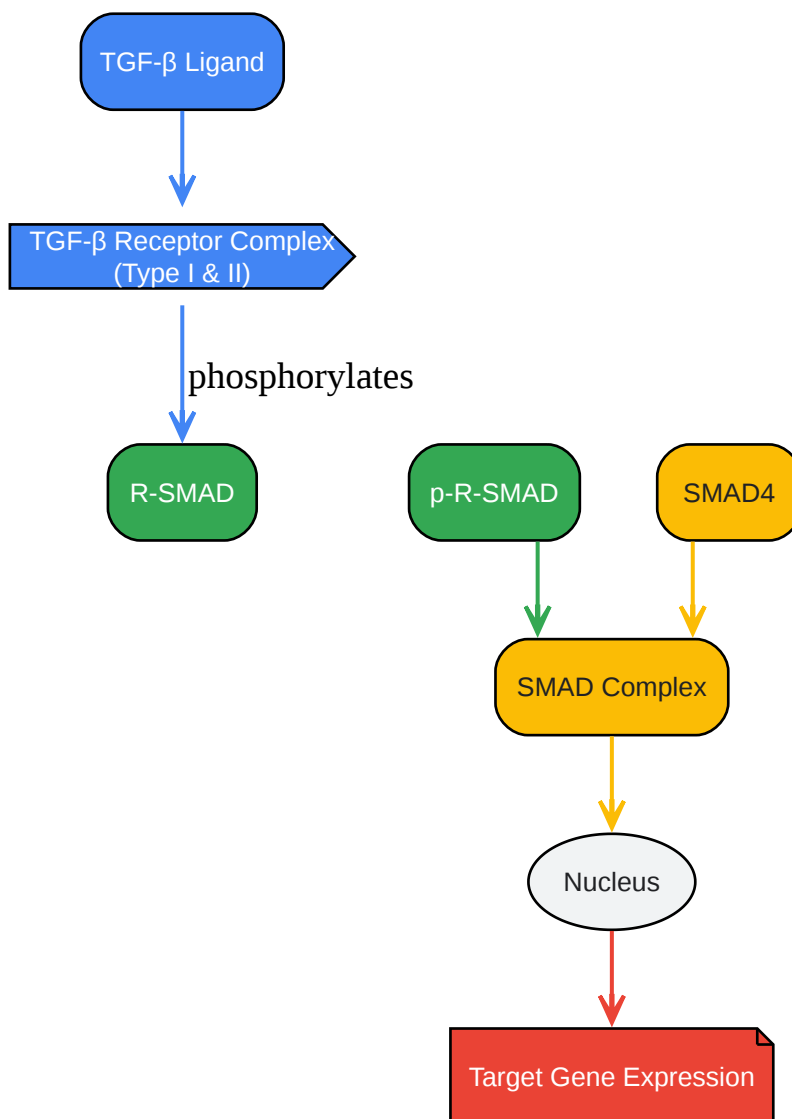 TGF-β Ligand
TGF-β Receptor Complex
(Type I & II)
phosphorylates
R-SMAD
p-R-SMAD
SMAD4
SMAD Complex
Nucleus
Target Gene Expression